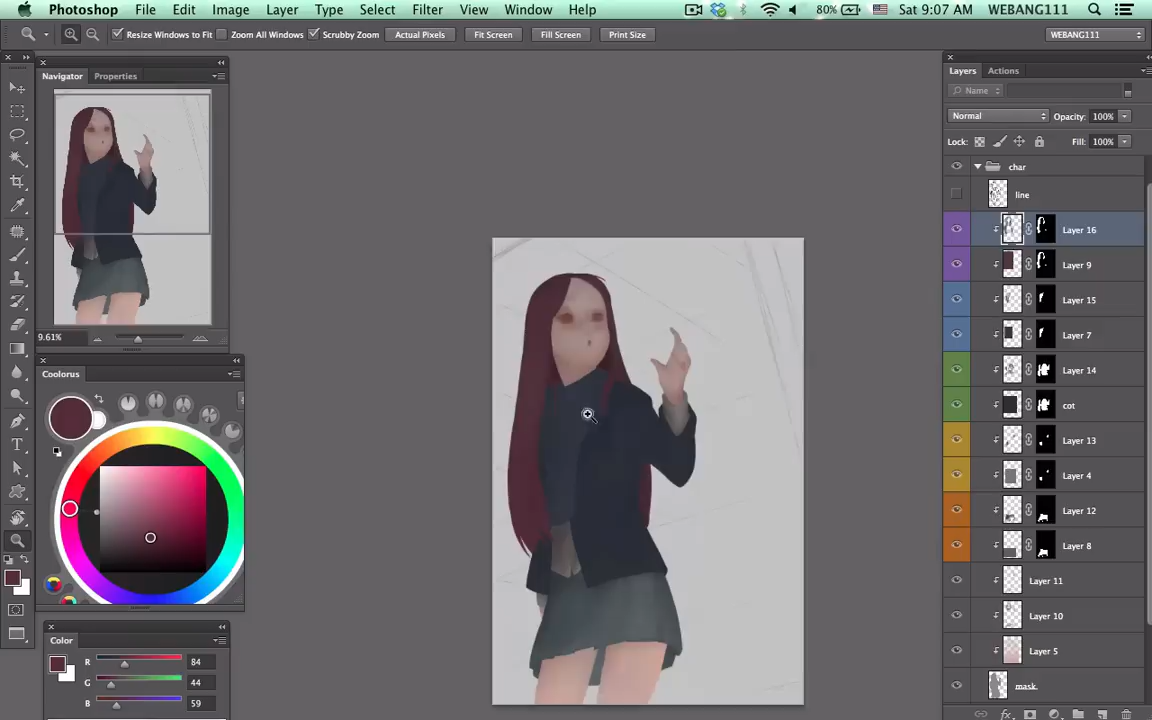 Photoshop File Edit Image Layer Type Select Filter View Window Help 80% Sat 9:07 AM WEBANG111
Resize Windows to Fit Zoom All Windows Scrubby Zoom Actual Pixels Fit Screen Fill Screen Print Size WEBANG111
Navigator Properties
9.61%
Colorus
Color
R 84
G 44
B 59
Layers Actions
Name
Normal Opacity: 100%
Lock: Fill: 100%
char
line
Layer 16
Layer 9
Layer 15
Layer 7
Layer 14
cot
Layer 13
Layer 4
Layer 12
Layer 8
Layer 11
Layer 10
Layer 5
mask.
fx.